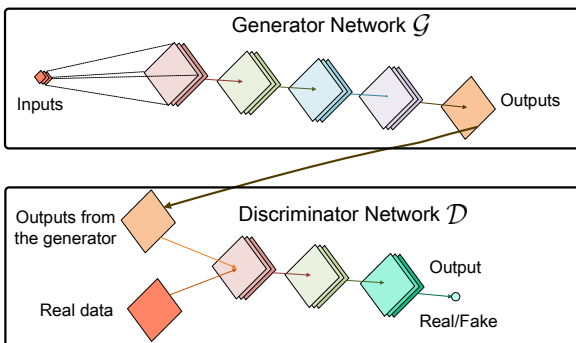 Generator Network 𝒢
Inputs
Outputs
Discriminator Network 𝒟
Outputs from
the generator
Output
Real data
Real/Fake